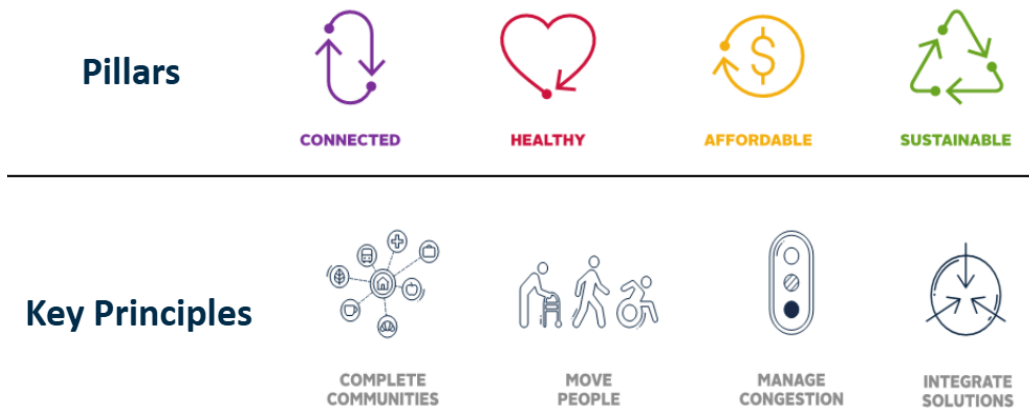 Pillars
CONNECTED
HEALTHY
$
AFFORDABLE
SUSTAINABLE
Key Principles
COMPLETE
COMMUNITIES
MOVE
PEOPLE
MANAGE
CONGESTION
INTEGRATE
SOLUTIONS